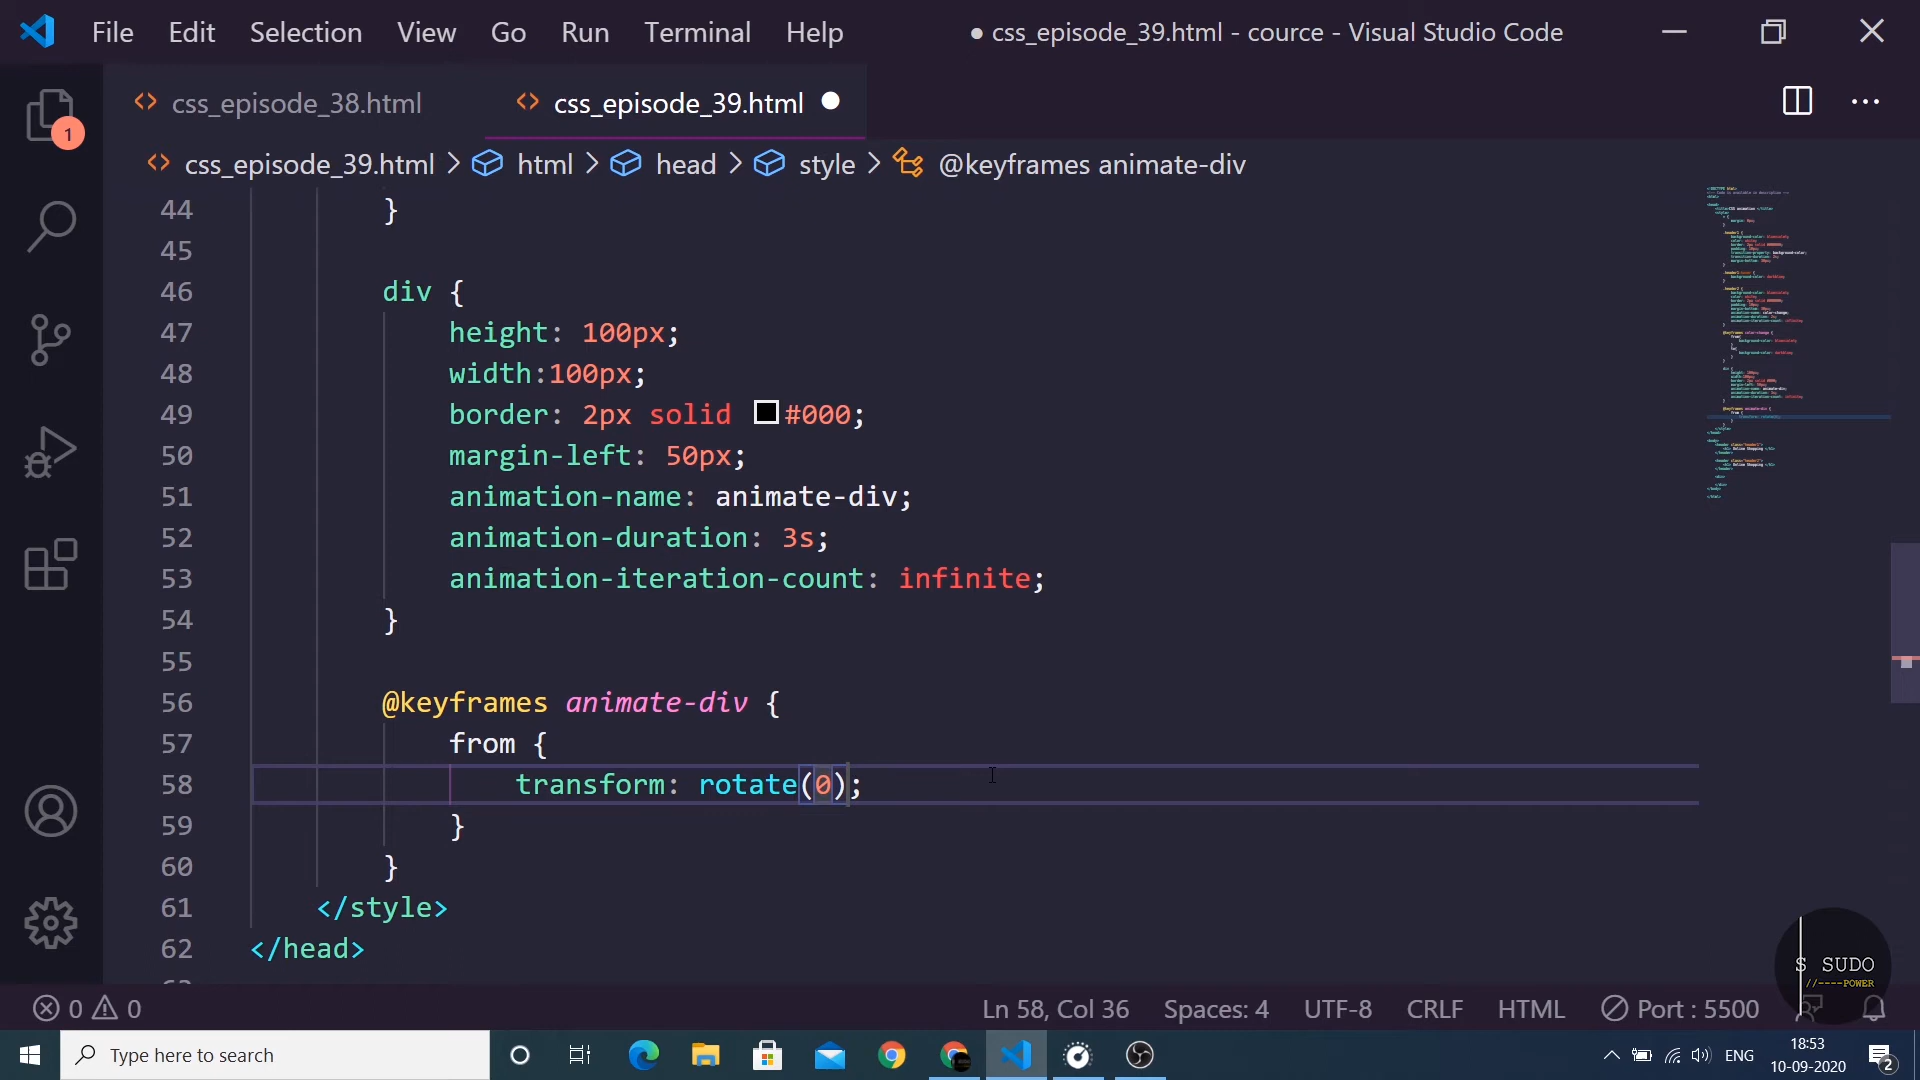 File Edit Selection View Go Run Terminal Help ● css_episode_39.html - cource - Visual Studio Code
css_episode_38.html css_episode_39.html
1
css_episode_39.html > html > head > style > @keyframes animate-div
44 }
45
46 div {
47 height: 100px;
48 width:100px;
49 border: 2px solid #000;
50 margin-left: 50px;
51 animation-name: animate-div;
52 animation-duration: 3s;
53 animation-iteration-count: infinite;
54 }
55
56 @keyframes animate-div {
57 from {
58 transform: rotate(0);
59 }
60 }
61 </style>
62 </head>
S SUDO
//----POWER
0 0 Ln 58, Col 36 Spaces: 4 UTF-8 CRLF HTML Port : 5500
Type here to search ENG 18:53
10-09-2020 2